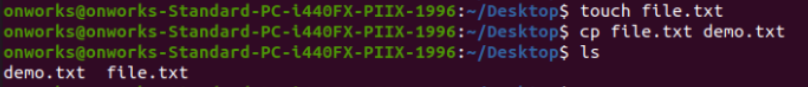 onworks@onworks-Standard-PC-i440FX-PIIX-1996:~/Desktop$ touch file.txt
onworks@onworks-Standard-PC-i440FX-PIIX-1996:~/Desktop$ cp file.txt demo.txt
onworks@onworks-Standard-PC-i440FX-PIIX-1996:~/Desktop$ ls
demo.txt  file.txt